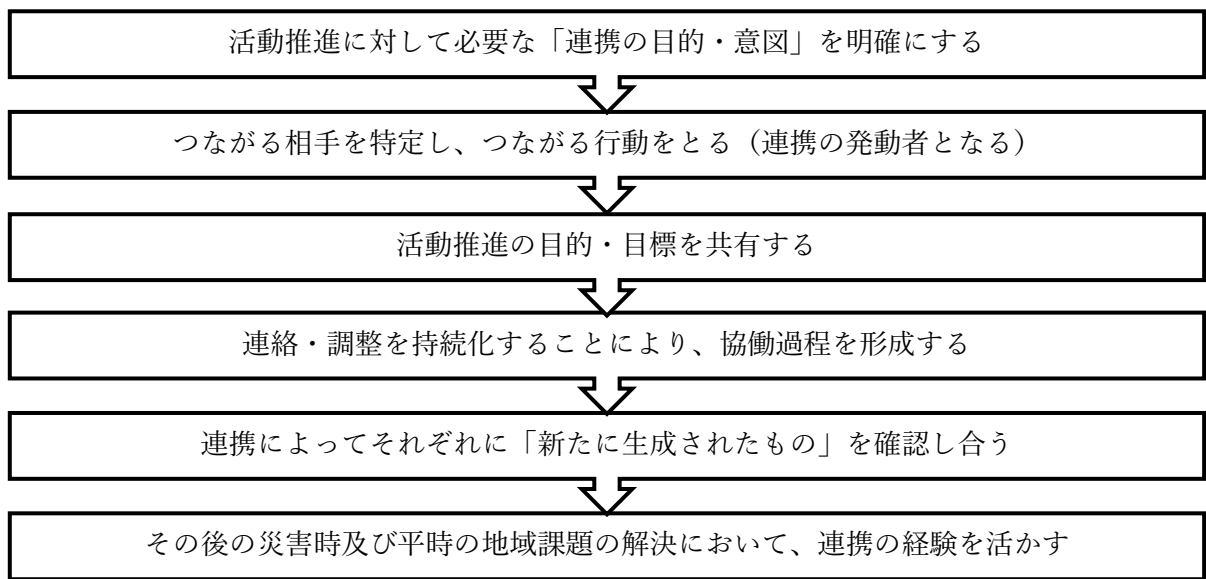 活動推進に対して必要な「連携の目的・意図」を明確にする
つながる相手を特定し、つながる行動をとる（連携の発動者となる）
活動推進の目的・目標を共有する
連絡・調整を持続化することにより、協働過程を形成する
連携によってそれぞれに「新たに生成されたもの」を確認し合う
その後の災害時及び平時の地域課題の解決において、連携の経験を活かす